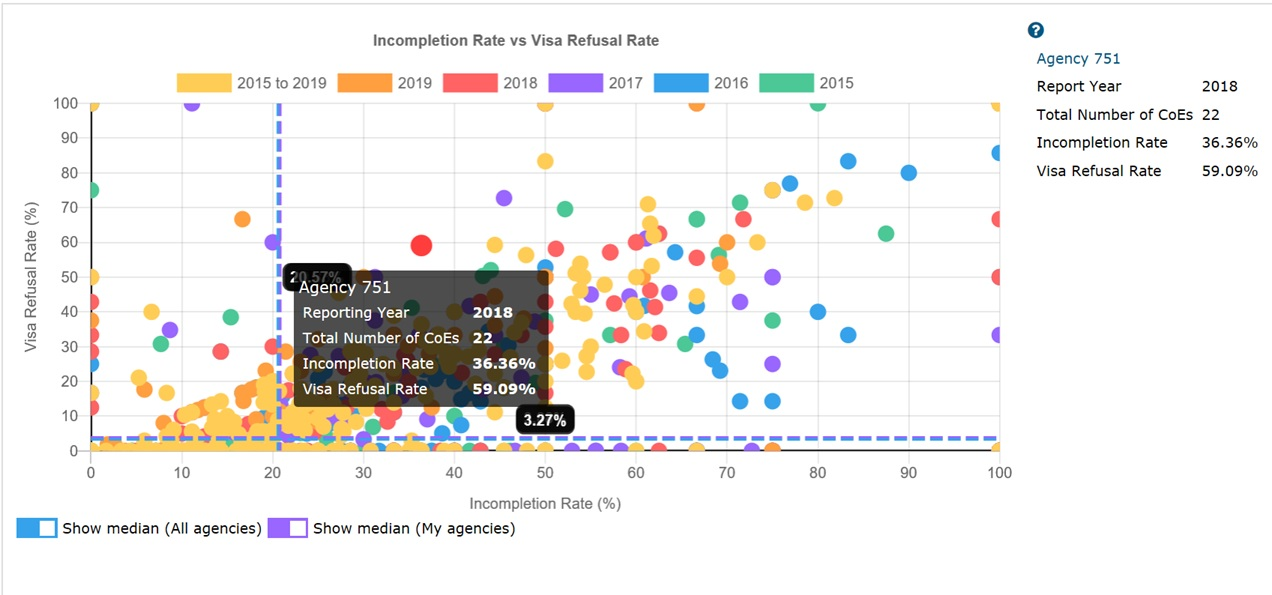 Incompletion Rate vs Visa Refusal Rate
2015 to 2019 2019 2018 2017 2016 2015
Visa Refusal Rate (%)
100
90
80
70
60
50
40
30
20
10
0
20.57%
Agency 751
Reporting Year 2018
Total Number of CoEs 22
Incompletion Rate 36.36%
Visa Refusal Rate 59.09%
3.27%
0 10 20 30 40 50 60 70 80 90 100
Incompletion Rate (%)
Show median (All agencies) Show median (My agencies)
?
Agency 751
Report Year 2018
Total Number of CoEs 22
Incompletion Rate 36.36%
Visa Refusal Rate 59.09%